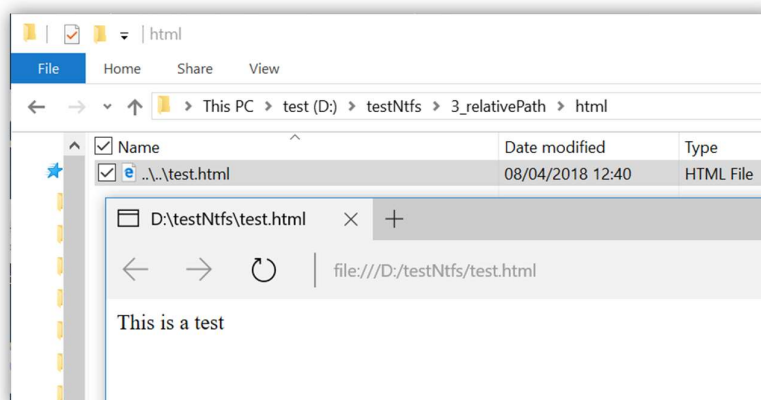 html
File Home Share View
This PC > test (D:) > testNtfs > 3_relativePath > html
Name Date modified Type
..\..\test.html 08/04/2018 12:40 HTML File
D:\testNtfs\test.html
file:///D:/testNtfs/test.html
This is a test